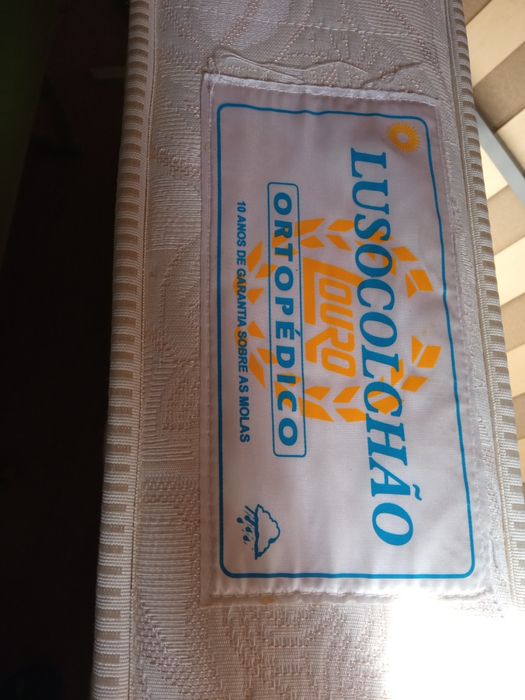 LUSOCOLCHÃO
LOURO
ORTOPÉDICO
10 ANOS DE GARANTIA SOBRE AS MOLAS